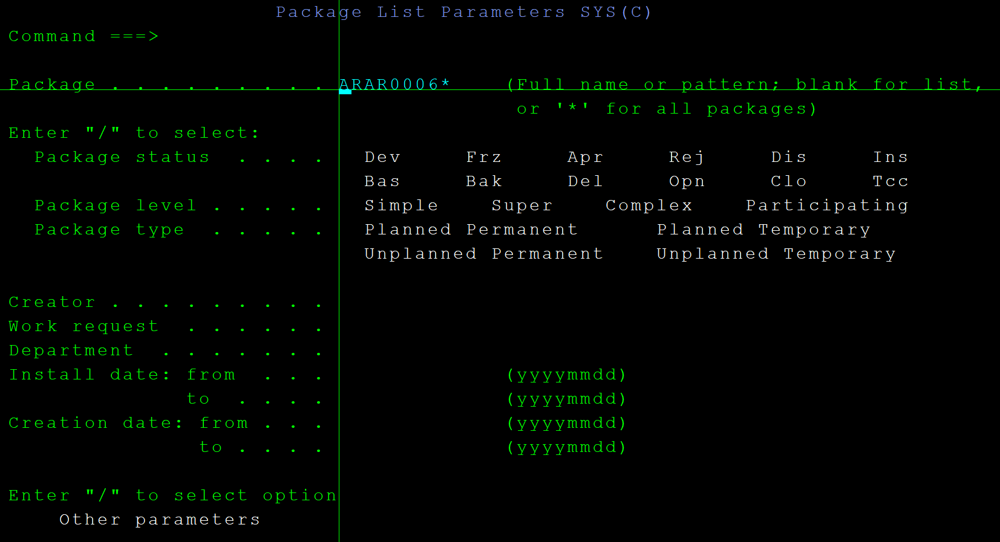 Package List Parameters SYS(C)
Command ===>
Package . . . . . . . . . ARAR0006* (Full name or pattern; blank for list,
or '*' for all packages)
Enter "/" to select:
Package status . . . . Dev Frz Apr Rej Dis Ins
Bas Bak Del Opn Clo Tcc
Package level . . . . . Simple Super Complex Participating
Package type . . . . . Planned Permanent Planned Temporary
Unplanned Permanent Unplanned Temporary
Creator . . . . . . . . .
Work request . . . . . .
Department . . . . . . .
Install date: from . . . (yyyymmdd)
to . . . . (yyyymmdd)
Creation date: from . . . (yyyymmdd)
to . . . . (yyyymmdd)
Enter "/" to select option
Other parameters